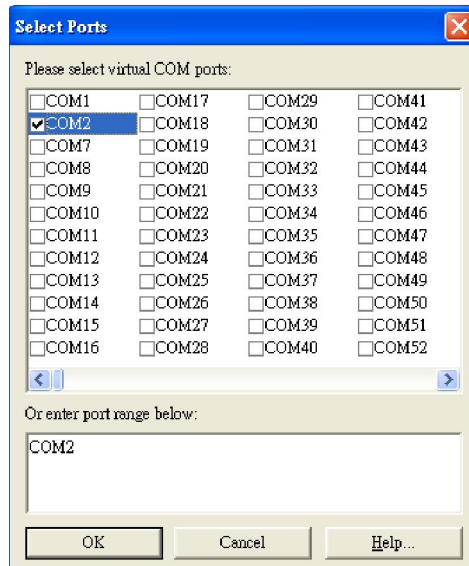 Select Ports
Please select virtual COM ports:
COM1 COM17 COM29 COM41
COM2 COM18 COM30 COM42
COM7 COM19 COM31 COM43
COM8 COM20 COM32 COM44
COM9 COM21 COM33 COM45
COM10 COM22 COM34 COM46
COM11 COM23 COM35 COM47
COM12 COM24 COM36 COM48
COM13 COM25 COM37 COM49
COM14 COM26 COM38 COM50
COM15 COM27 COM39 COM51
COM16 COM28 COM40 COM52
Or enter port range below:
COM2
OK Cancel Help...